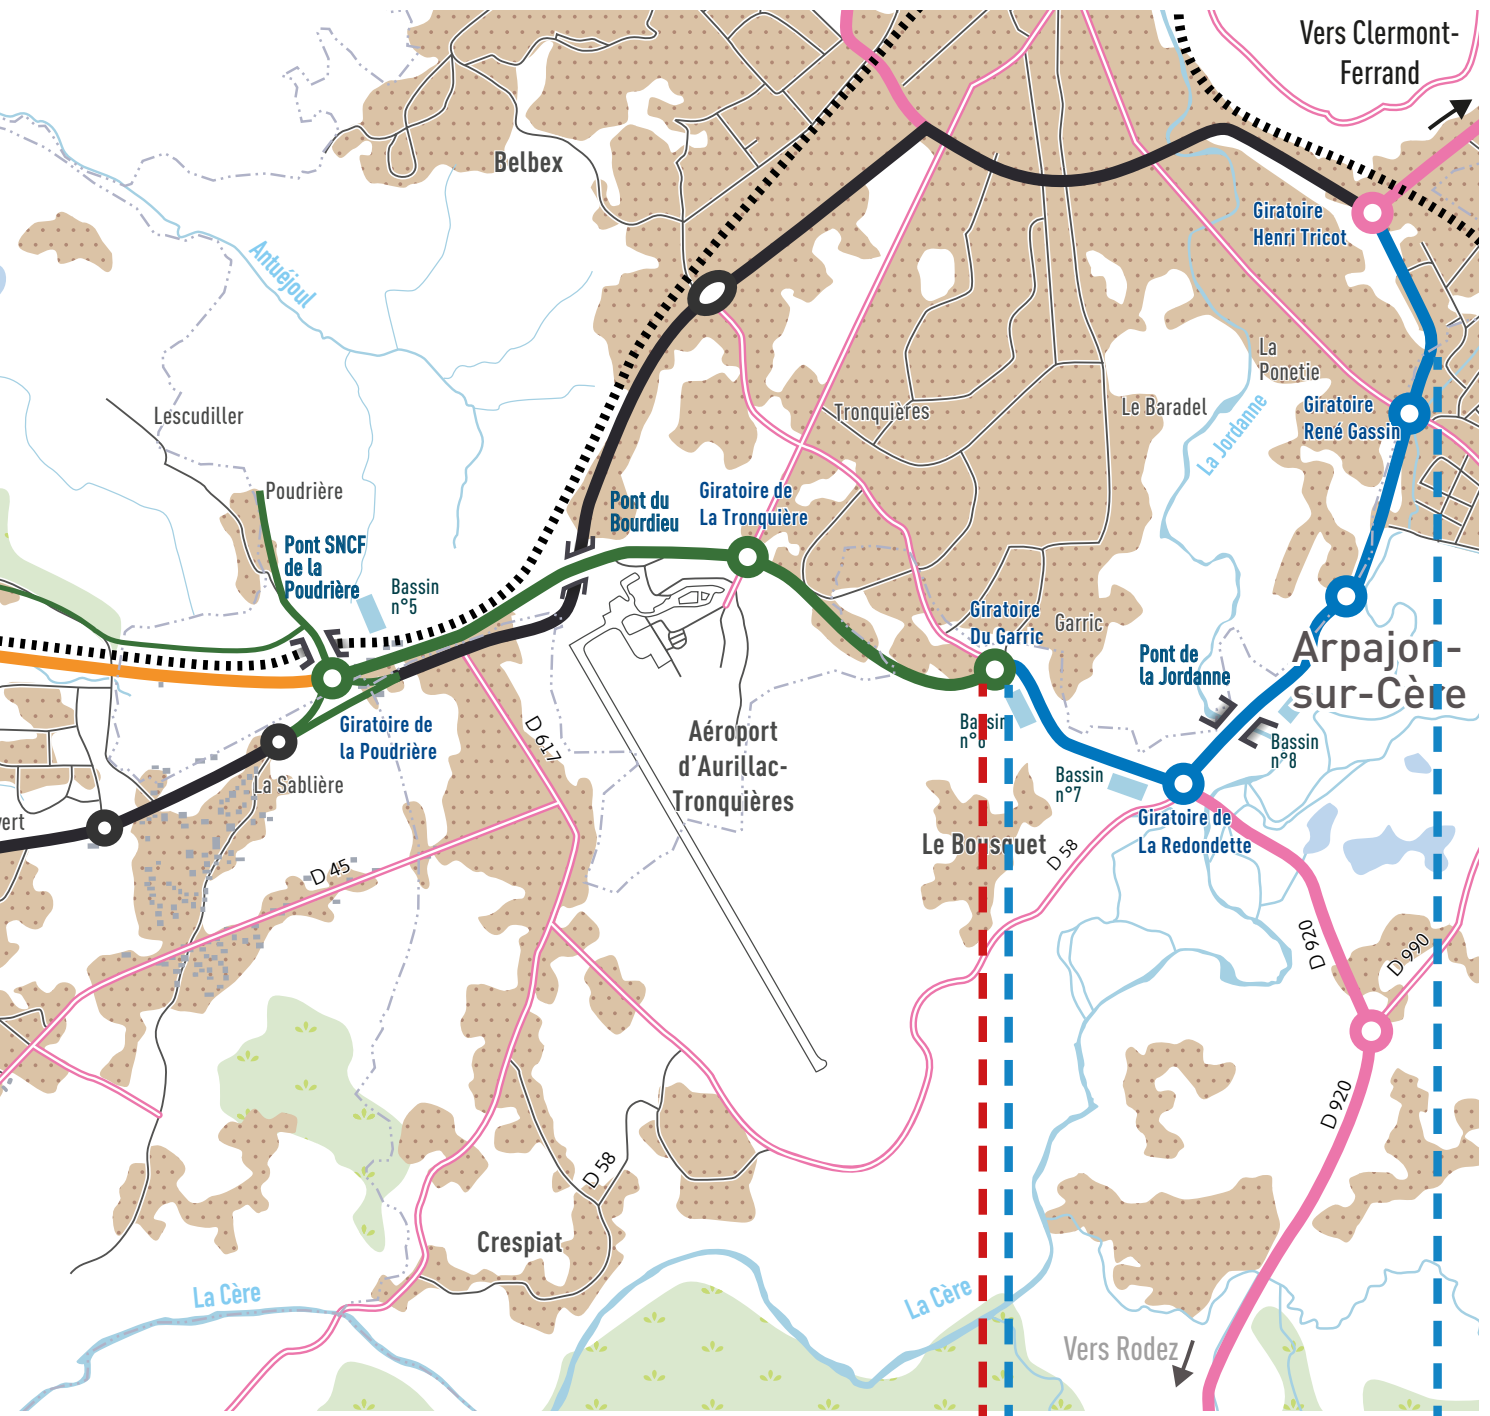 Vers Clermont-
Ferrand
Belbex
Giratoire
Henri Tricot
Antuéjoul
La
Ponetie
Lescudiller
Tronquières
Le Baradel
Giratoire
René Gassin
La Jordanne
Poudrière
Pont du
Bourdieu
Giratoire de
La Tronquière
Pont SNCF
de la
Poudrière
Bassin
n°5
Giratoire
Du Garric
Garric
Arpajon-
sur-Cère
Pont de
la Jordanne
Giratoire de
la Poudrière
D 617
Aéroport
d'Aurillac-
Tronquières
Bassin
n°6
Bassin
n°8
Bassin
n°7
La Sablière
vert
Giratoire de
La Redondette
Le Bousquet
D 58
D 45
D 920
D 990
D 920
D 58
Crespiat
La Cère
La Cère
Vers Rodez